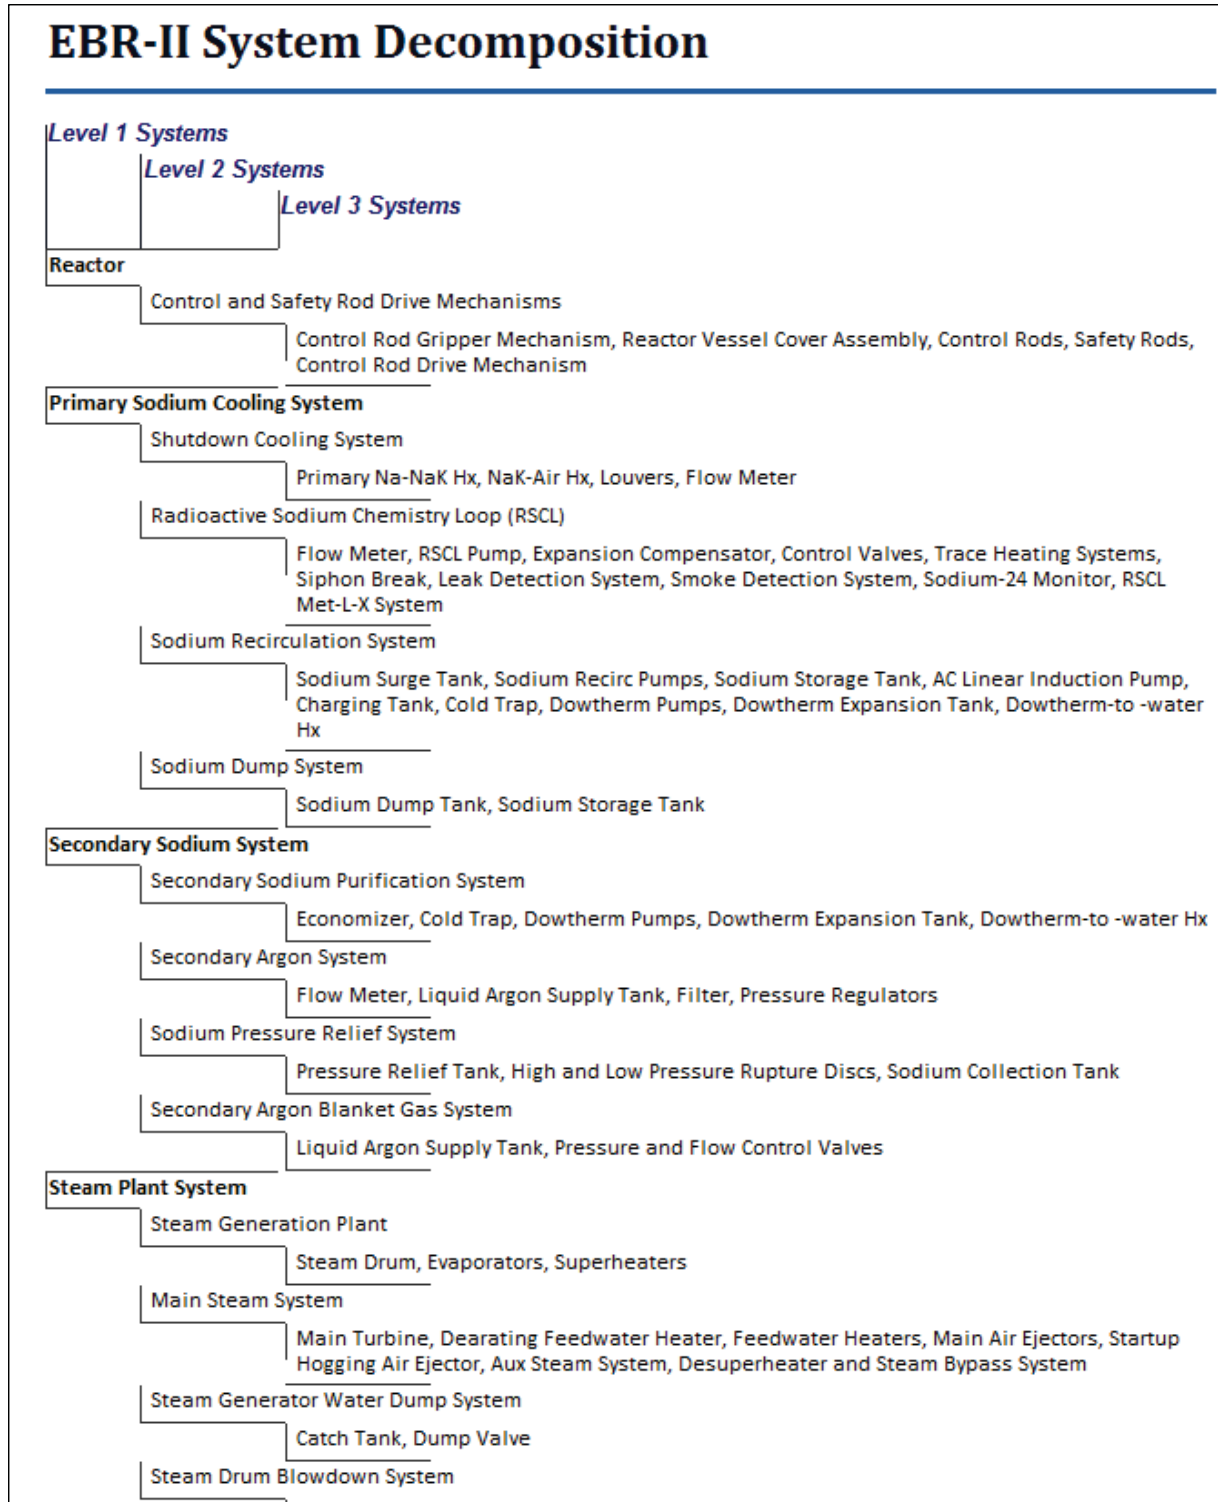 EBR-II System Decomposition
Level 1 Systems
Level 2 Systems
Level 3 Systems
Reactor
Control and Safety Rod Drive Mechanisms
Control Rod Gripper Mechanism, Reactor Vessel Cover Assembly, Control Rods, Safety Rods,
Control Rod Drive Mechanism
Primary Sodium Cooling System
Shutdown Cooling System
Primary Na-NaK Hx, NaK-Air Hx, Louvers, Flow Meter
Radioactive Sodium Chemistry Loop (RSCL)
Flow Meter, RSCL Pump, Expansion Compensator, Control Valves, Trace Heating Systems,
Siphon Break, Leak Detection System, Smoke Detection System, Sodium-24 Monitor, RSCL
Met-L-X System
Sodium Recirculation System
Sodium Surge Tank, Sodium Recirc Pumps, Sodium Storage Tank, AC Linear Induction Pump,
Charging Tank, Cold Trap, Dowtherm Pumps, Dowtherm Expansion Tank, Dowtherm-to -water
Hx
Sodium Dump System
Sodium Dump Tank, Sodium Storage Tank
Secondary Sodium System
Secondary Sodium Purification System
Economizer, Cold Trap, Dowtherm Pumps, Dowtherm Expansion Tank, Dowtherm-to -water Hx
Secondary Argon System
Flow Meter, Liquid Argon Supply Tank, Filter, Pressure Regulators
Sodium Pressure Relief System
Pressure Relief Tank, High and Low Pressure Rupture Discs, Sodium Collection Tank
Secondary Argon Blanket Gas System
Liquid Argon Supply Tank, Pressure and Flow Control Valves
Steam Plant System
Steam Generation Plant
Steam Drum, Evaporators, Superheaters
Main Steam System
Main Turbine, Dearating Feedwater Heater, Feedwater Heaters, Main Air Ejectors, Startup
Hogging Air Ejector, Aux Steam System, Desuperheater and Steam Bypass System
Steam Generator Water Dump System
Catch Tank, Dump Valve
Steam Drum Blowdown System